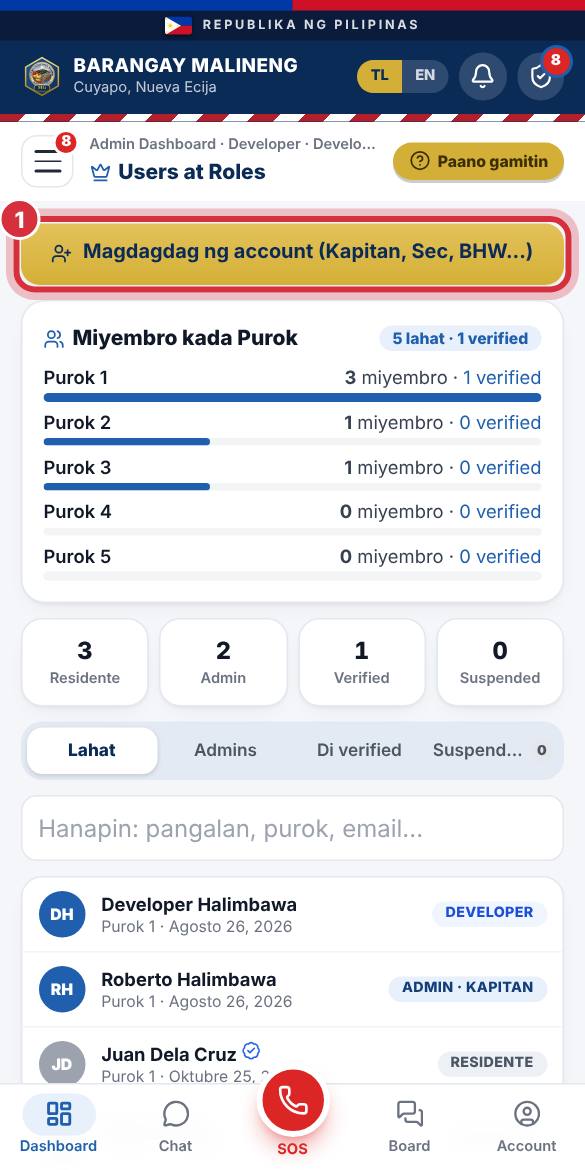 REPUBLIKA NG PILIPINAS
BARANGAY MALINENG
Cuyapo, Nueva Ecija
TL EN
8
8
Admin Dashboard · Developer · Develo...
Users at Roles
Paano gamitin
1
Magdagdag ng account (Kapitan, Sec, BHW...)
Miyembro kada Purok
5 lahat · 1 verified
Purok 1 3 miyembro · 1 verified
Purok 2 1 miyembro · 0 verified
Purok 3 1 miyembro · 0 verified
Purok 4 0 miyembro · 0 verified
Purok 5 0 miyembro · 0 verified
3 2 1 0
Residente Admin Verified Suspended
Lahat Admins Di verified Suspend... 0
Hanapin: pangalan, purok, email...
DH
Developer Halimbawa
Purok 1 · Agosto 26, 2026
DEVELOPER
RH
Roberto Halimbawa
Purok 1 · Agosto 26, 2026
ADMIN · KAPITAN
JD
Juan Dela Cruz
Purok 1 · Oktubre 25, 2
RESIDENTE
Dashboard Chat SOS Board Account